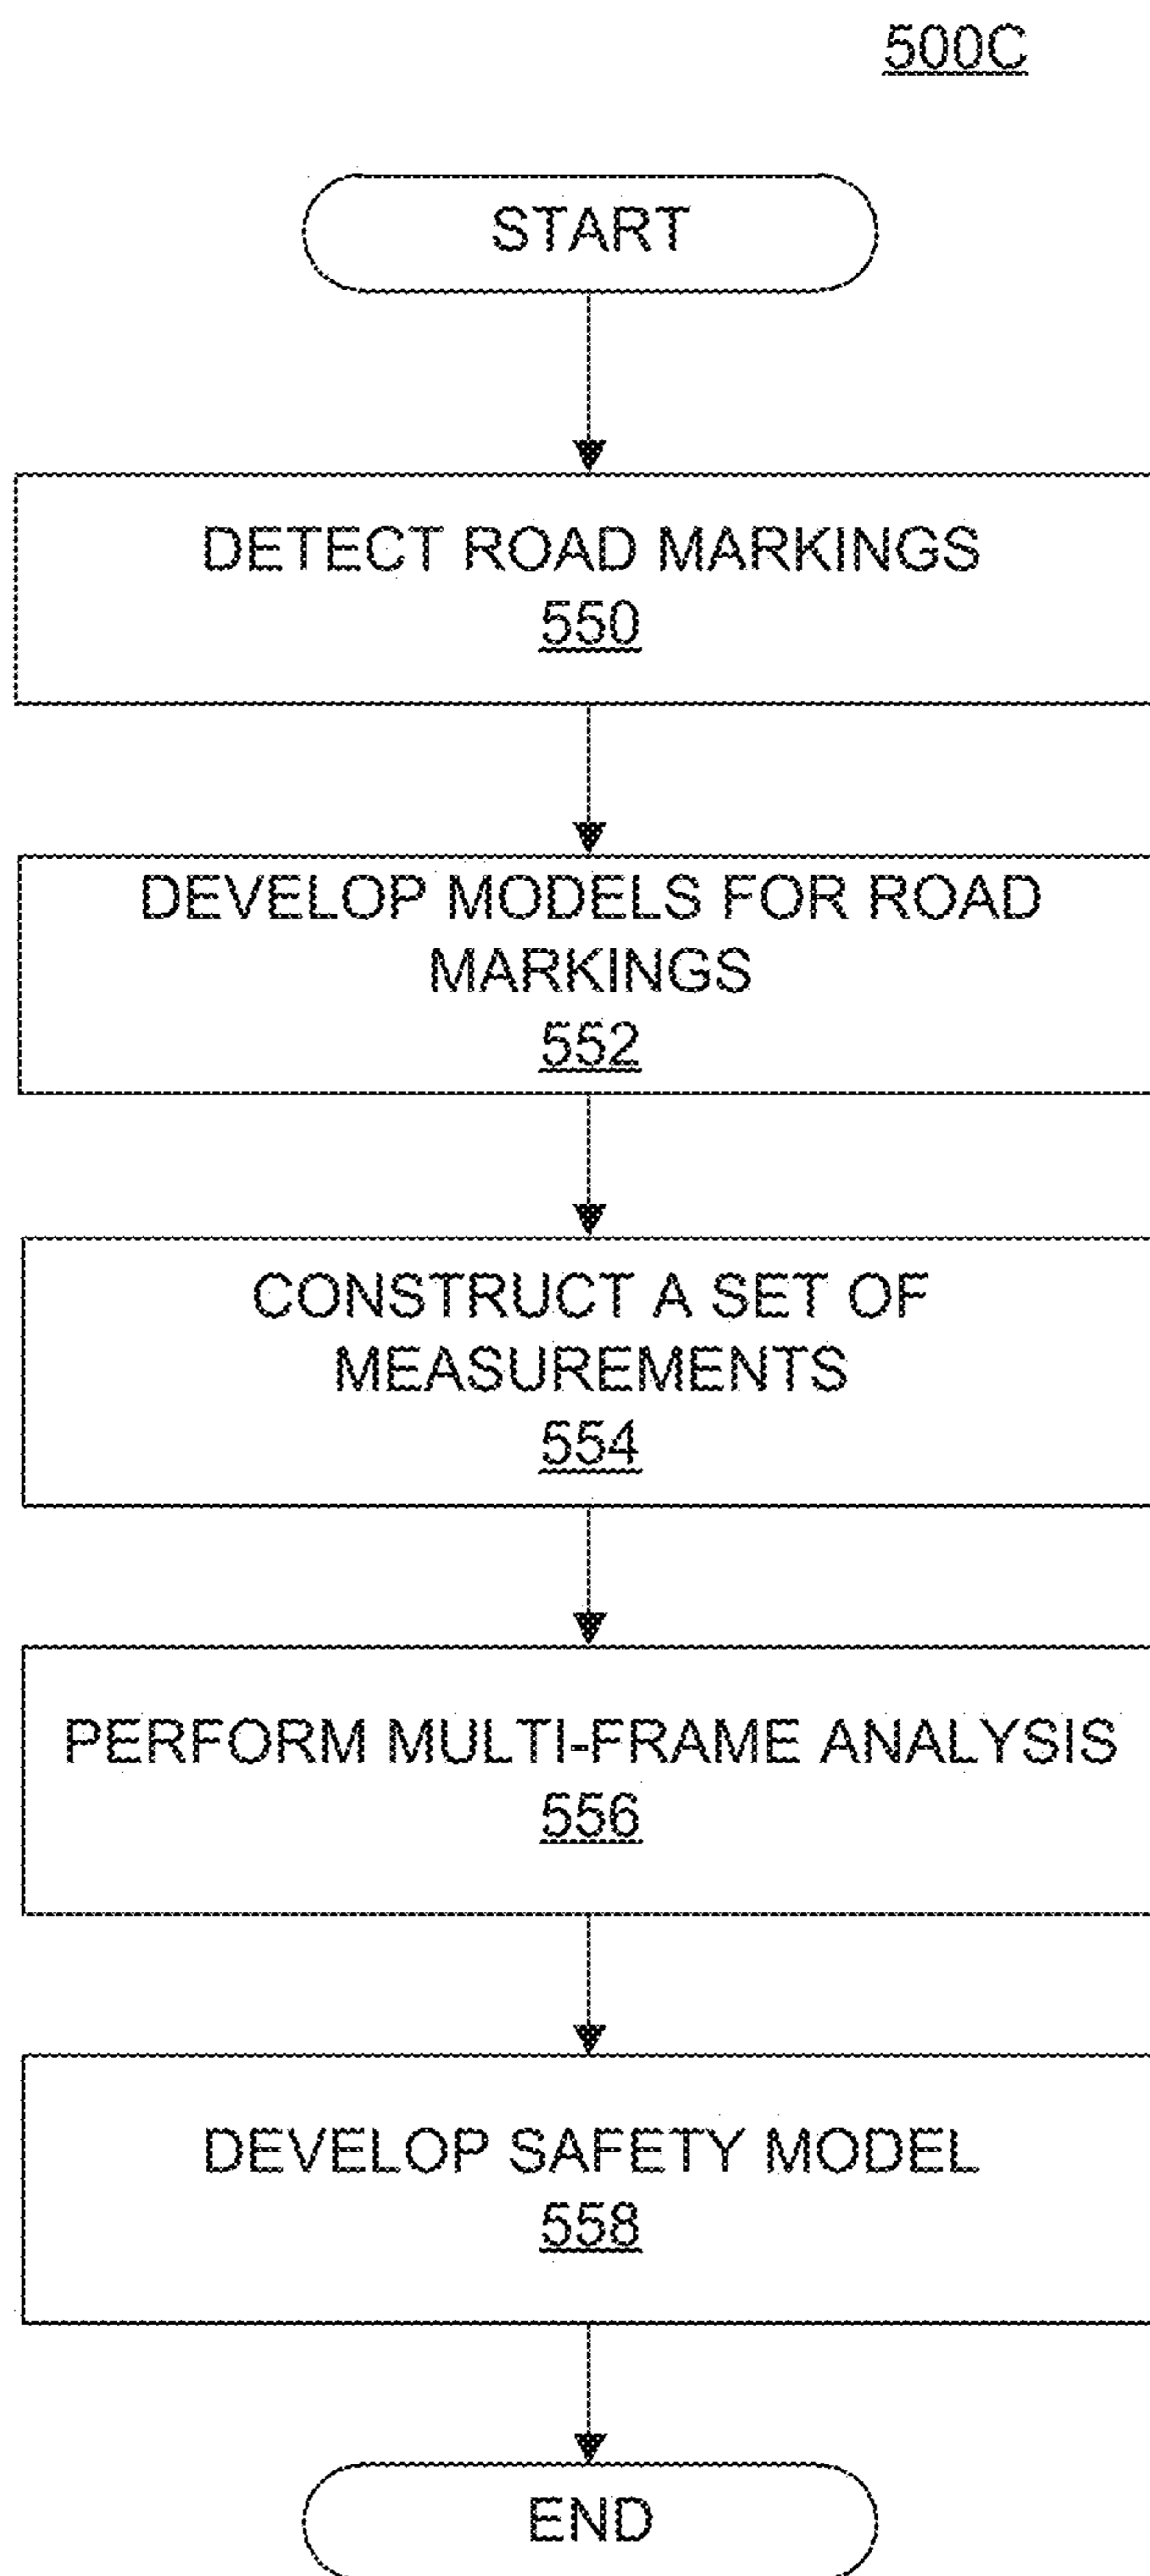 500C
START
DETECT ROAD MARKINGS
550
DEVELOP MODELS FOR ROAD
MARKINGS
552
CONSTRUCT A SET OF
MEASUREMENTS
554
PERFORM MULTI-FRAME ANALYSIS
556
DEVELOP SAFETY MODEL
558
END